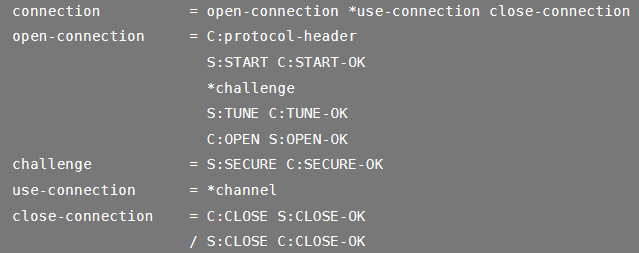 connection = open-connection *use-connection close-connection
open-connection = C:protocol-header
S:START C:START-OK
*challenge
S:TUNE C:TUNE-OK
C:OPEN S:OPEN-OK
challenge = S:SECURE C:SECURE-OK
use-connection = *channel
close-connection = C:CLOSE S:CLOSE-OK
/ S:CLOSE C:CLOSE-OK